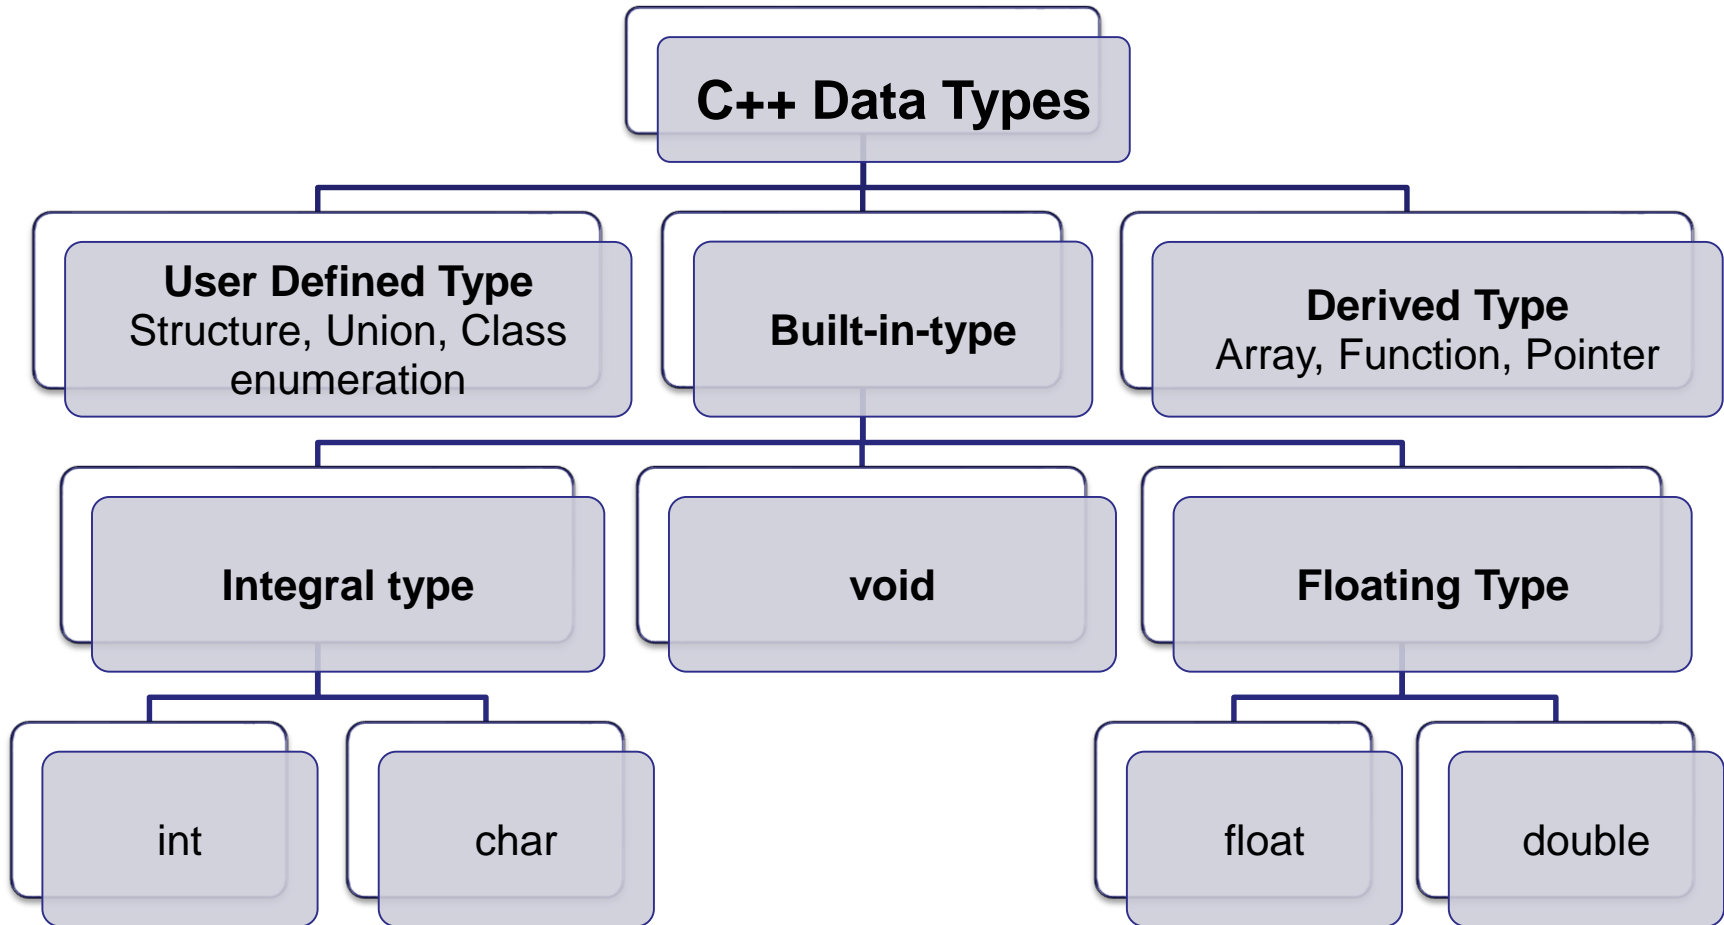 C++ Data Types
User Defined Type
Structure, Union, Class
enumeration
Built-in-type
Derived Type
Array, Function, Pointer
Integral type
void
Floating Type
int
char
float
double